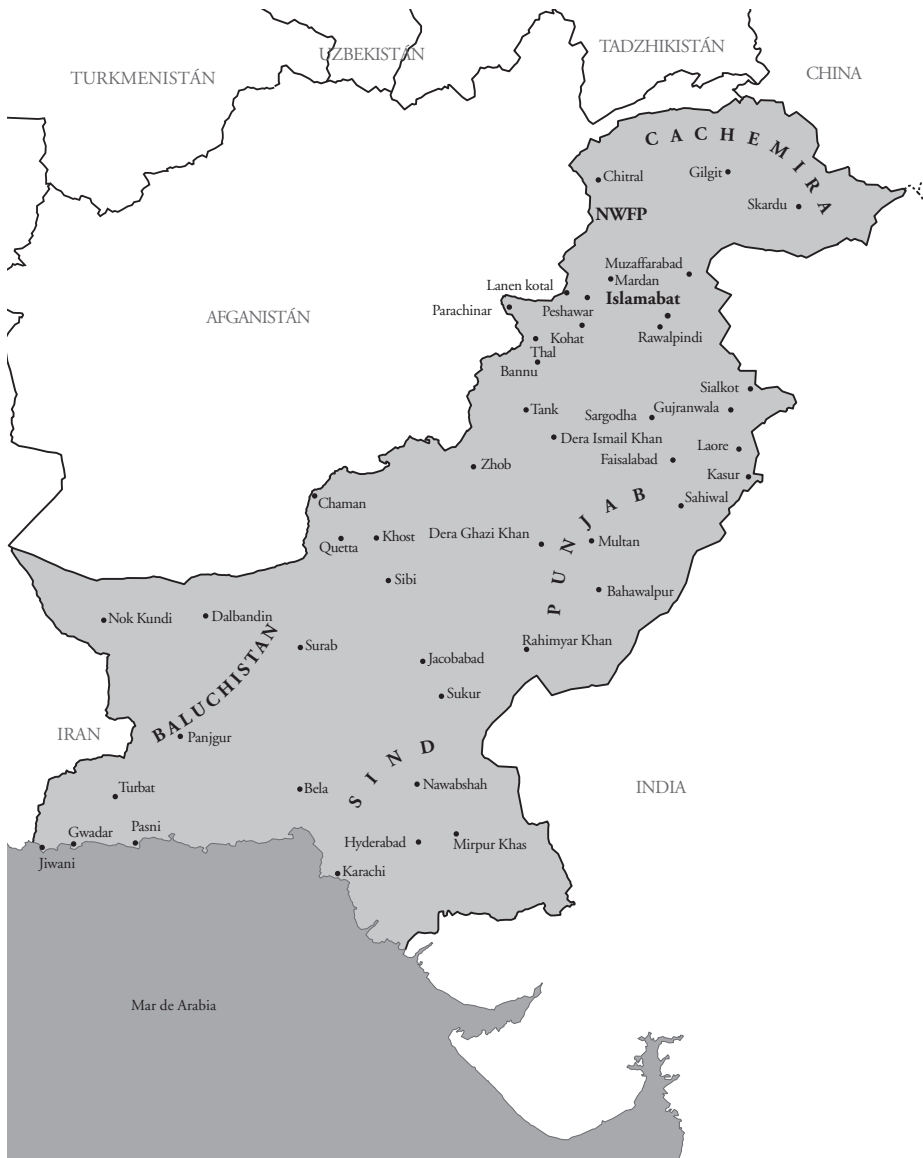 TURKMENISTÁN
UZBEKISTÁN
TADZHIKISTÁN
CHINA
CACHEMIRA
Chitral
Gilgit
Skardu
NWFP
Muzaffarabad
Mardan
Lanen kotal
Islamabat
Parachinar
Peshawar
AFGANISTÁN
Kohat
Rawalpindi
Thal
Bannu
Sialkot
Tank
Sargodha
Gujranwala
Dera Ismail Khan
Laore
Faisalabad
Zhob
Kasur
Chaman
Sahiwal
PUNJAB
Quetta
Khost
Dera Ghazi Khan
Multan
Sibi
Bahawalpur
Nok Kundi
Dalbandin
Surab
Rahimyar Khan
Jacobabad
BALUCHISTAN
Sukur
IRAN
Panjgur
SIND
Turbat
Bela
Nawabshah
INDIA
Gwadar
Pasni
Hyderabad
Mirpur Khas
Jiwani
Karachi
Mar de Arabia